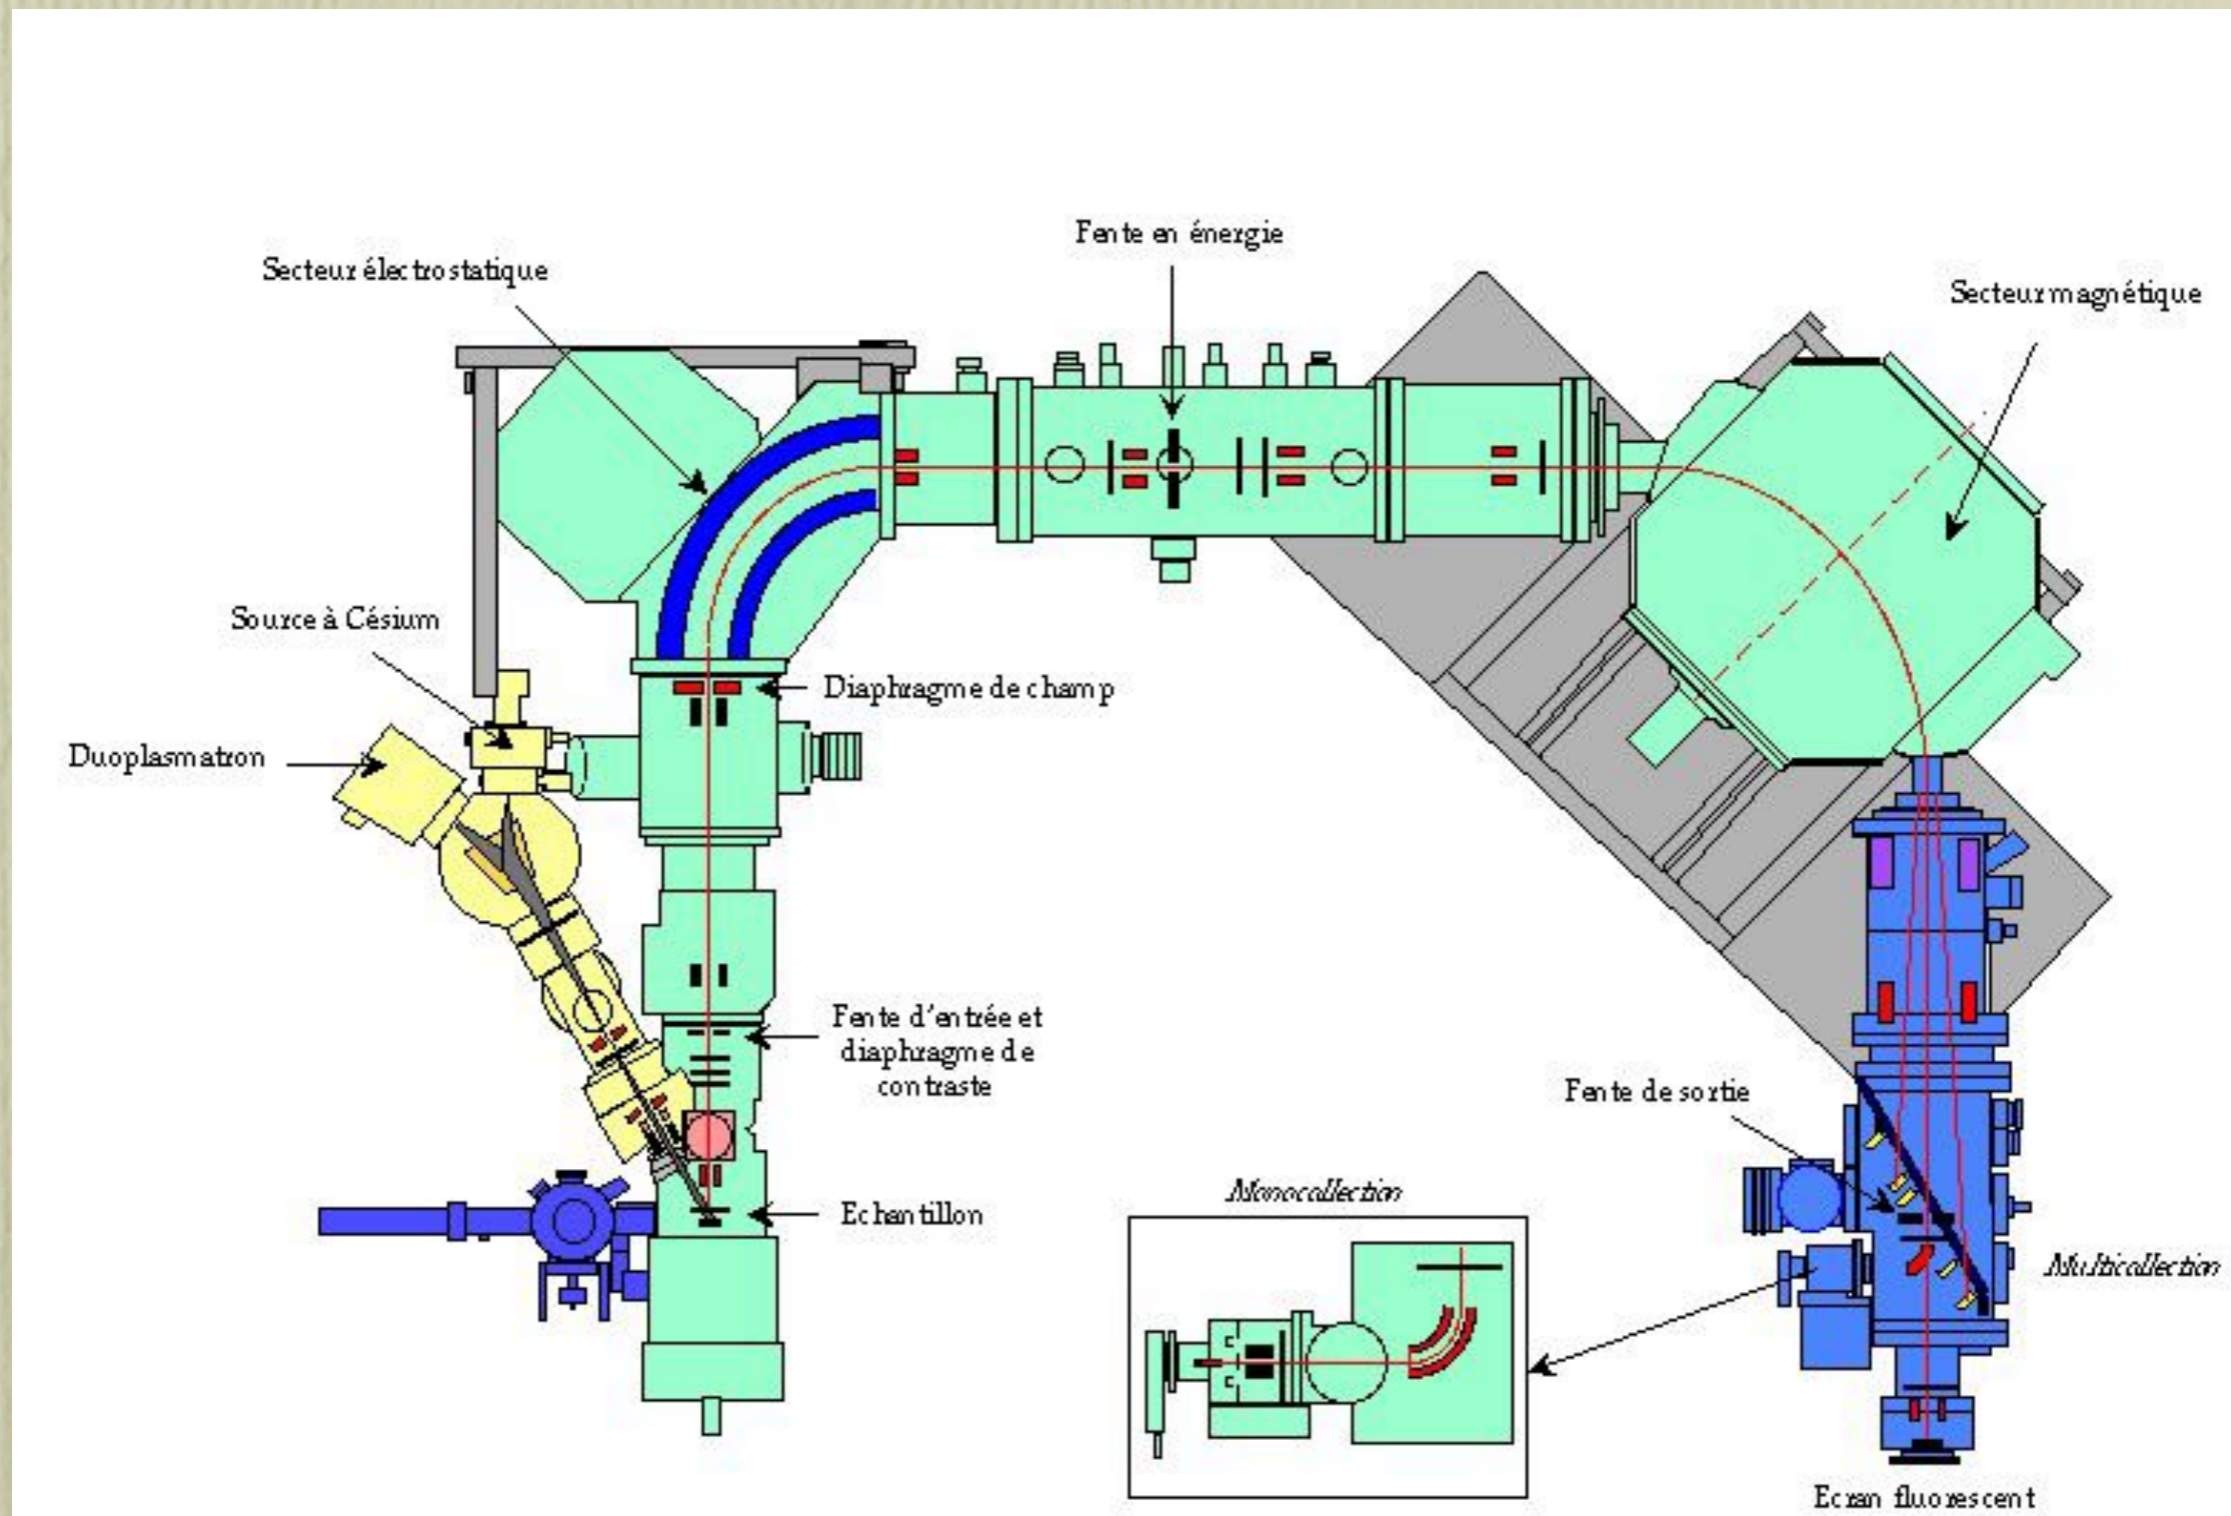 Fente en énergie
Secteur électrostatique
Secteur magnétique
Source à Césium
Diaphragme de champ
Duoplasmatron
Fente d'entrée et
diaphragme de
contraste
Fente de sortie
Monocollection
Echantillon
Multicollection
Ecran fluorescent